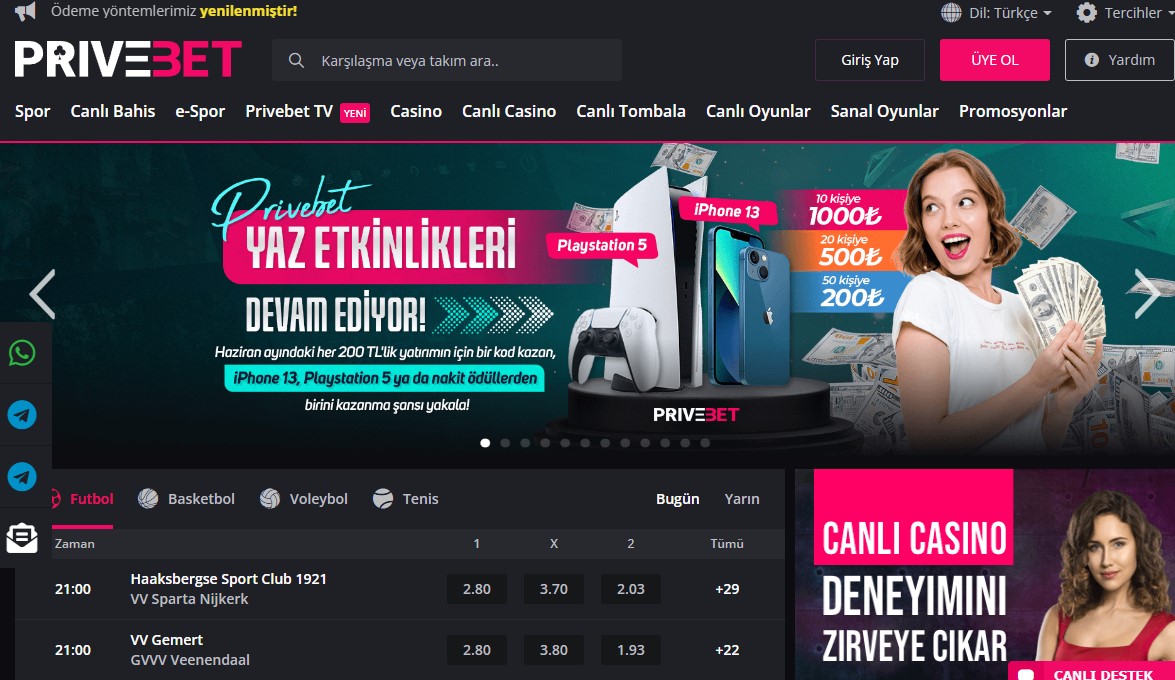 Ödeme yöntemlerimiz yenilenmiştir!
Dil: Türkçe
Tercihler
PRIVEBET
Karşılaşma veya takım ara..
Giriş Yap
ÜYE OL
Yardım
Spor
Canlı Bahis
e-Spor
Privebet TV YENİ
Casino
Canlı Casino
Canlı Tombala
Canlı Oyunlar
Sanal Oyunlar
Promosyonlar
Privebet
YAZ ETKİNLİKLERİ
DEVAM EDİYOR!
Haziran ayındaki her 200 TL'lik yatırımın için bir kod kazan,
iPhone 13, Playstation 5 ya da nakit ödüllerden
birini kazanma şansı yakala!
Playstation 5
iPhone 13
10 kişiye
1000₺
20 kişiye
500₺
50 kişiye
200₺
PRIVEBET
Futbol
Basketbol
Voleybol
Tenis
Bugün
Yarın
Zaman 1 X 2 Tümü
21:00 Haaksbergse Sport Club 1921 2.80 3.70 2.03 +29
VV Sparta Nijkerk
21:00 VV Gemert 2.80 3.80 1.93 +22
GVVV Veenendaal
CANLI CASINO
DENEYIMINI
ZIRVEYE CIKAR
CANLI DESTEK